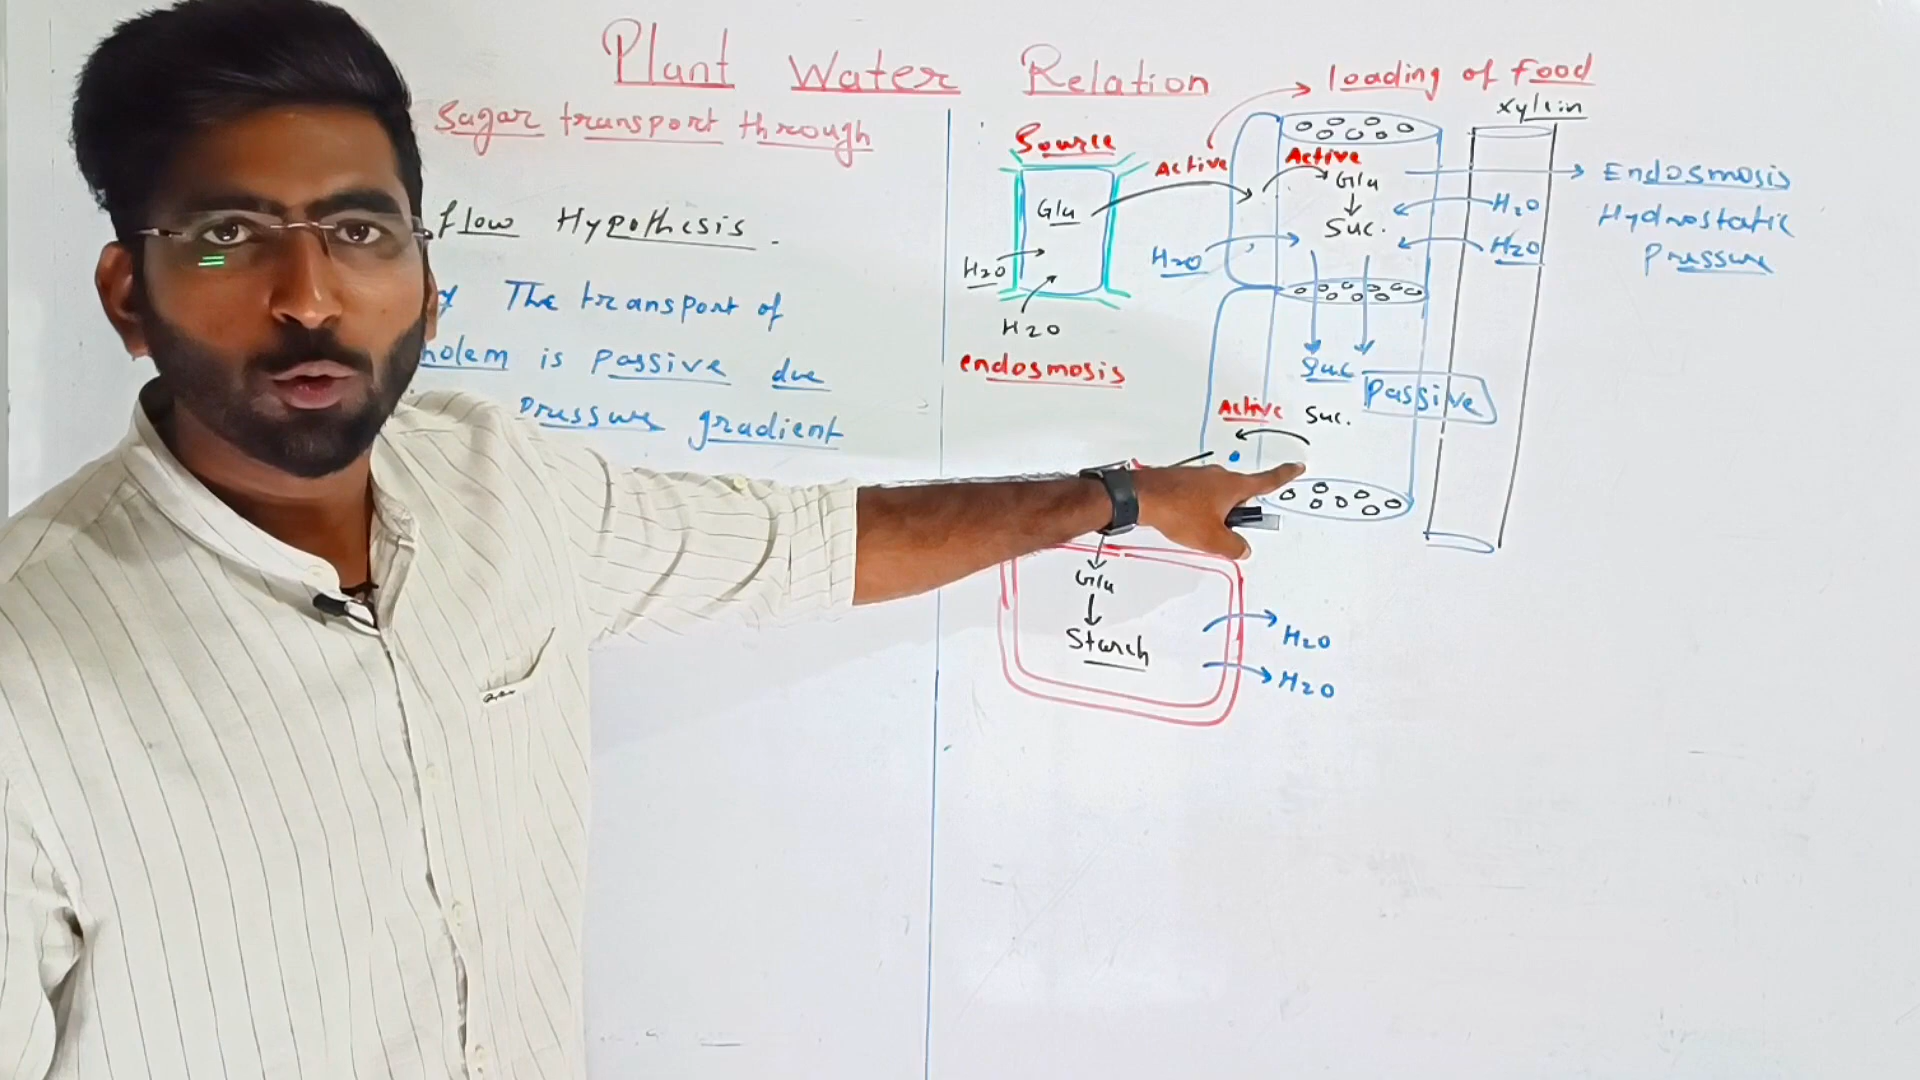 Plant Water Relation
Sugar transport through
flow Hypothesis.
The transport of
holem is Passive due
pressure gradient
loading of Food
xylem
Source
Active
Active
Glu
Glu
Suc.
H2O
H2O
H2O
H2O
H2O
endosmosis
Endosmosis
Hydrostatic
Pressure
Suc
Passive
Active Suc.
Glu
Starch
H2O
H2O